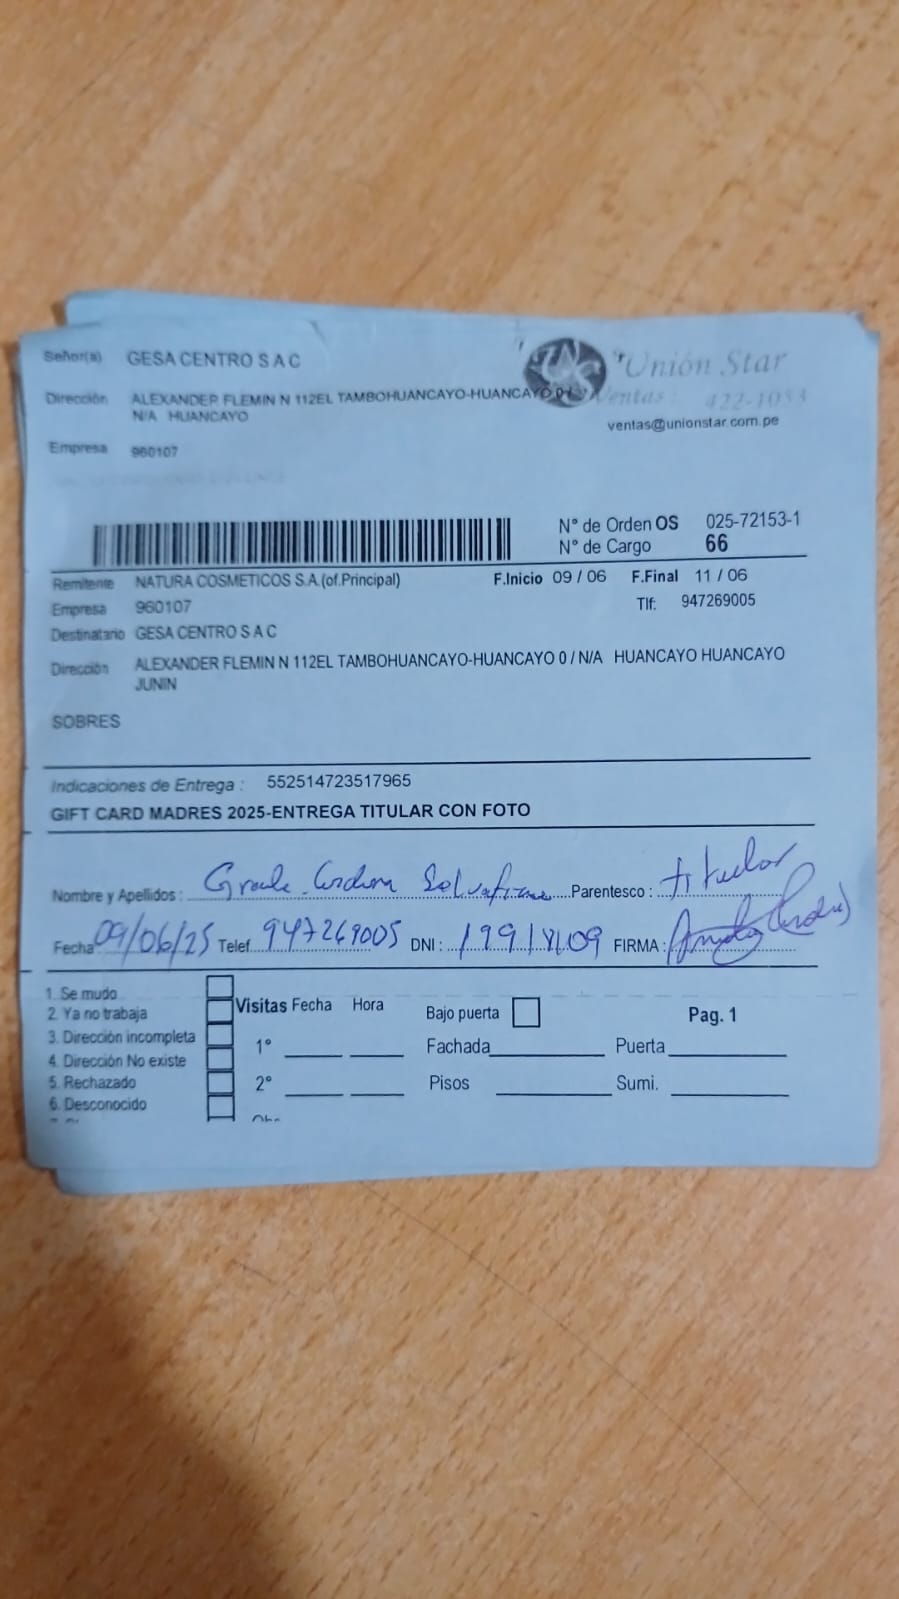 Señor(a) GESA CENTRO S A C
Unión Star
Dirección ALEXANDER FLEMIN N 112EL TAMBOHUANCAYO-HUANCAYO 0 /
Ventas: 422-1053
N/A HUANCAYO
ventas@unionstar.com.pe
Empresa 960107
N° de Orden OS 025-72153-1
N° de Cargo 66
Remitente NATURA COSMETICOS S.A.(of.Principal) F.Inicio 09 / 06 F.Final 11 / 06
Empresa 960107 Tlf: 947269005
Destinatario GESA CENTRO S A C
Dirección ALEXANDER FLEMIN N 112EL TAMBOHUANCAYO-HUANCAYO 0 / N/A HUANCAYO HUANCAYO
JUNIN
SOBRES
Indicaciones de Entrega : 552514723517965
GIFT CARD MADRES 2025-ENTREGA TITULAR CON FOTO
Nombre y Apellidos : Parentesco : titular
Fecha 09/06/25 Telef. 947269005 DNI : FIRMA :
1. Se mudo
2. Ya no trabaja
3. Dirección incompleta
4. Dirección No existe
5. Rechazado
6. Desconocido
Visitas Fecha Hora Bajo puerta Pag. 1
1° Fachada Puerta
2° Pisos Sumi.